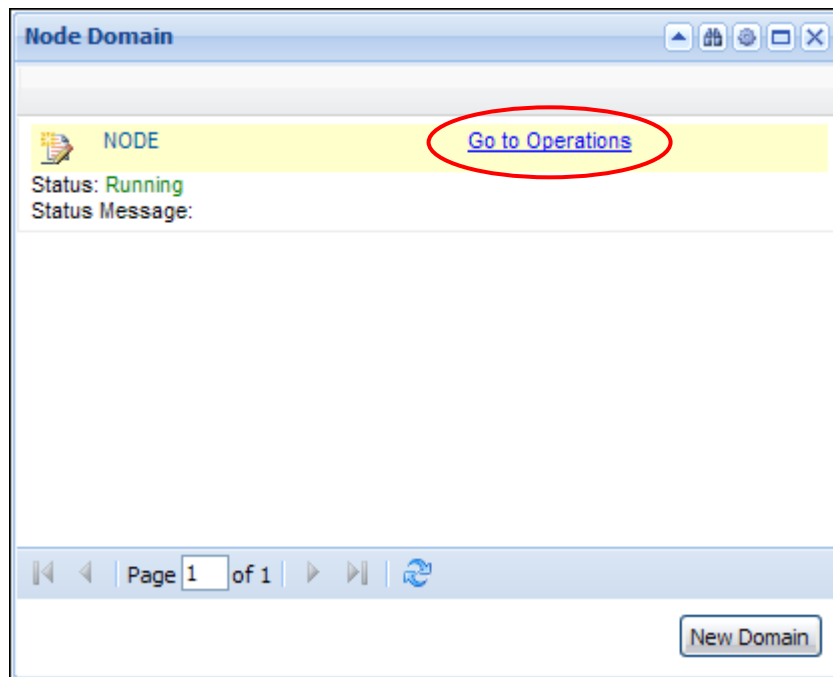 Node Domain
NODE Go to Operations
Status: Running
Status Message:
Page 1 of 1
New Domain